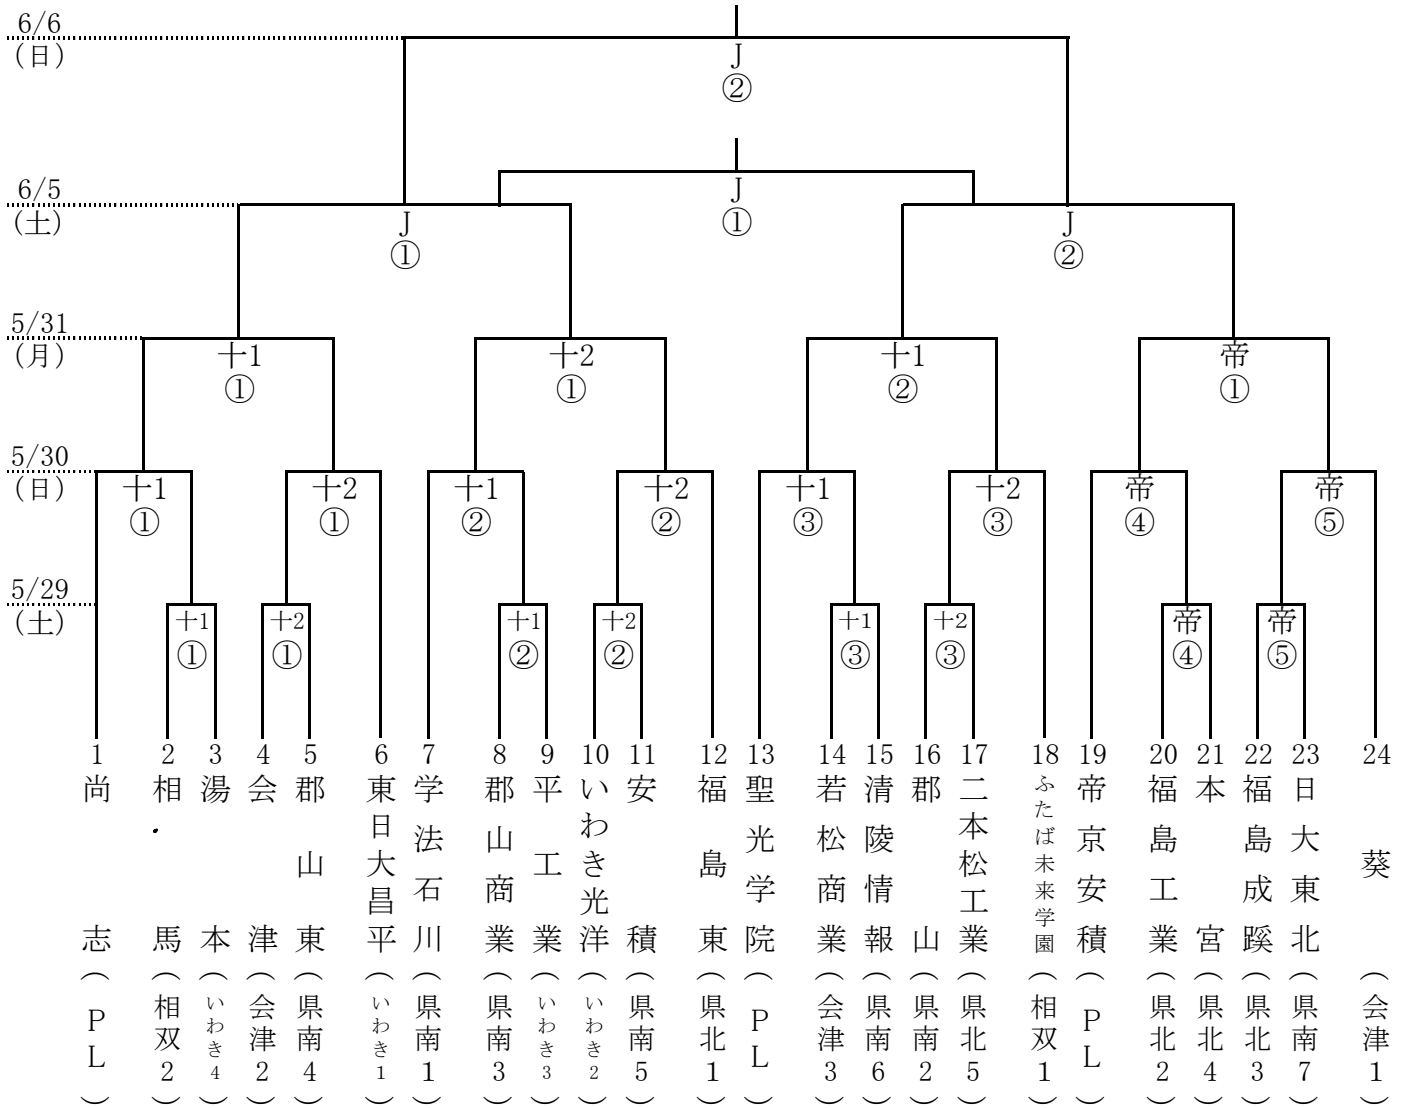 6/6
(日)
J
②
6/5
(土)
J
①
J
①
J
②
5/31
(月)
十1
①
十2
①
十1
②
帝
①
5/30
(日)
十1
①
十2
①
十1
②
十2
②
十1
③
十2
③
帝
④
帝
⑤
5/29
(土)
十1
①
十2
①
十1
②
十2
②
十1
③
十2
③
帝
④
帝
⑤
1 尚志(PL)
2 相馬(相双2)
3 湯本(いわき4)
4 会津(会津2)
5 郡山東(県南4)
6 東日大昌平(いわき1)
7 学法石川(県南1)
8 郡山商業(県南3)
9 平工業(いわき3)
10 いわき光洋(いわき2)
11 安積(県南5)
12 福島東(県北1)
13 聖光学院(PL)
14 若松商業(会津3)
15 清陵情報(県南6)
16 郡山(県南2)
17 二本松工業(県北5)
18 ふたば未来学園(相双1)
19 帝京安積(PL)
20 福島工業(県北2)
21 本宮(県北4)
22 福島成蹊(県北3)
23 日大東北(県南7)
24 葵(会津1)